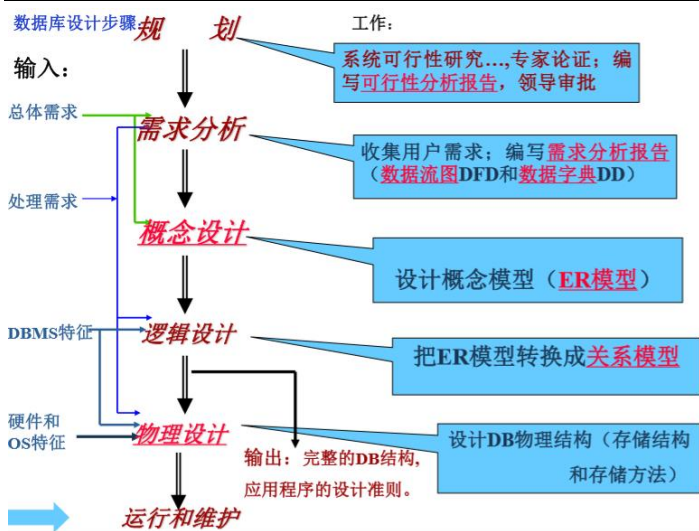 数据库设计步骤:
规 划
工作：
输入：
系统可行性研究…,专家论证；编
写可行性分析报告，领导审批
总体需求
需求分析
收集用户需求；编写需求分析报告
（数据流图DFD和数据字典DD）
处理需求
概念设计
设计概念模型（ER模型）
DBMS特征
逻辑设计
把ER模型转换成关系模型
硬件和
OS特征
物理设计
设计DB物理结构（存储结构
和存储方法）
输出：完整的DB结构,
应用程序的设计准则。
运行和维护